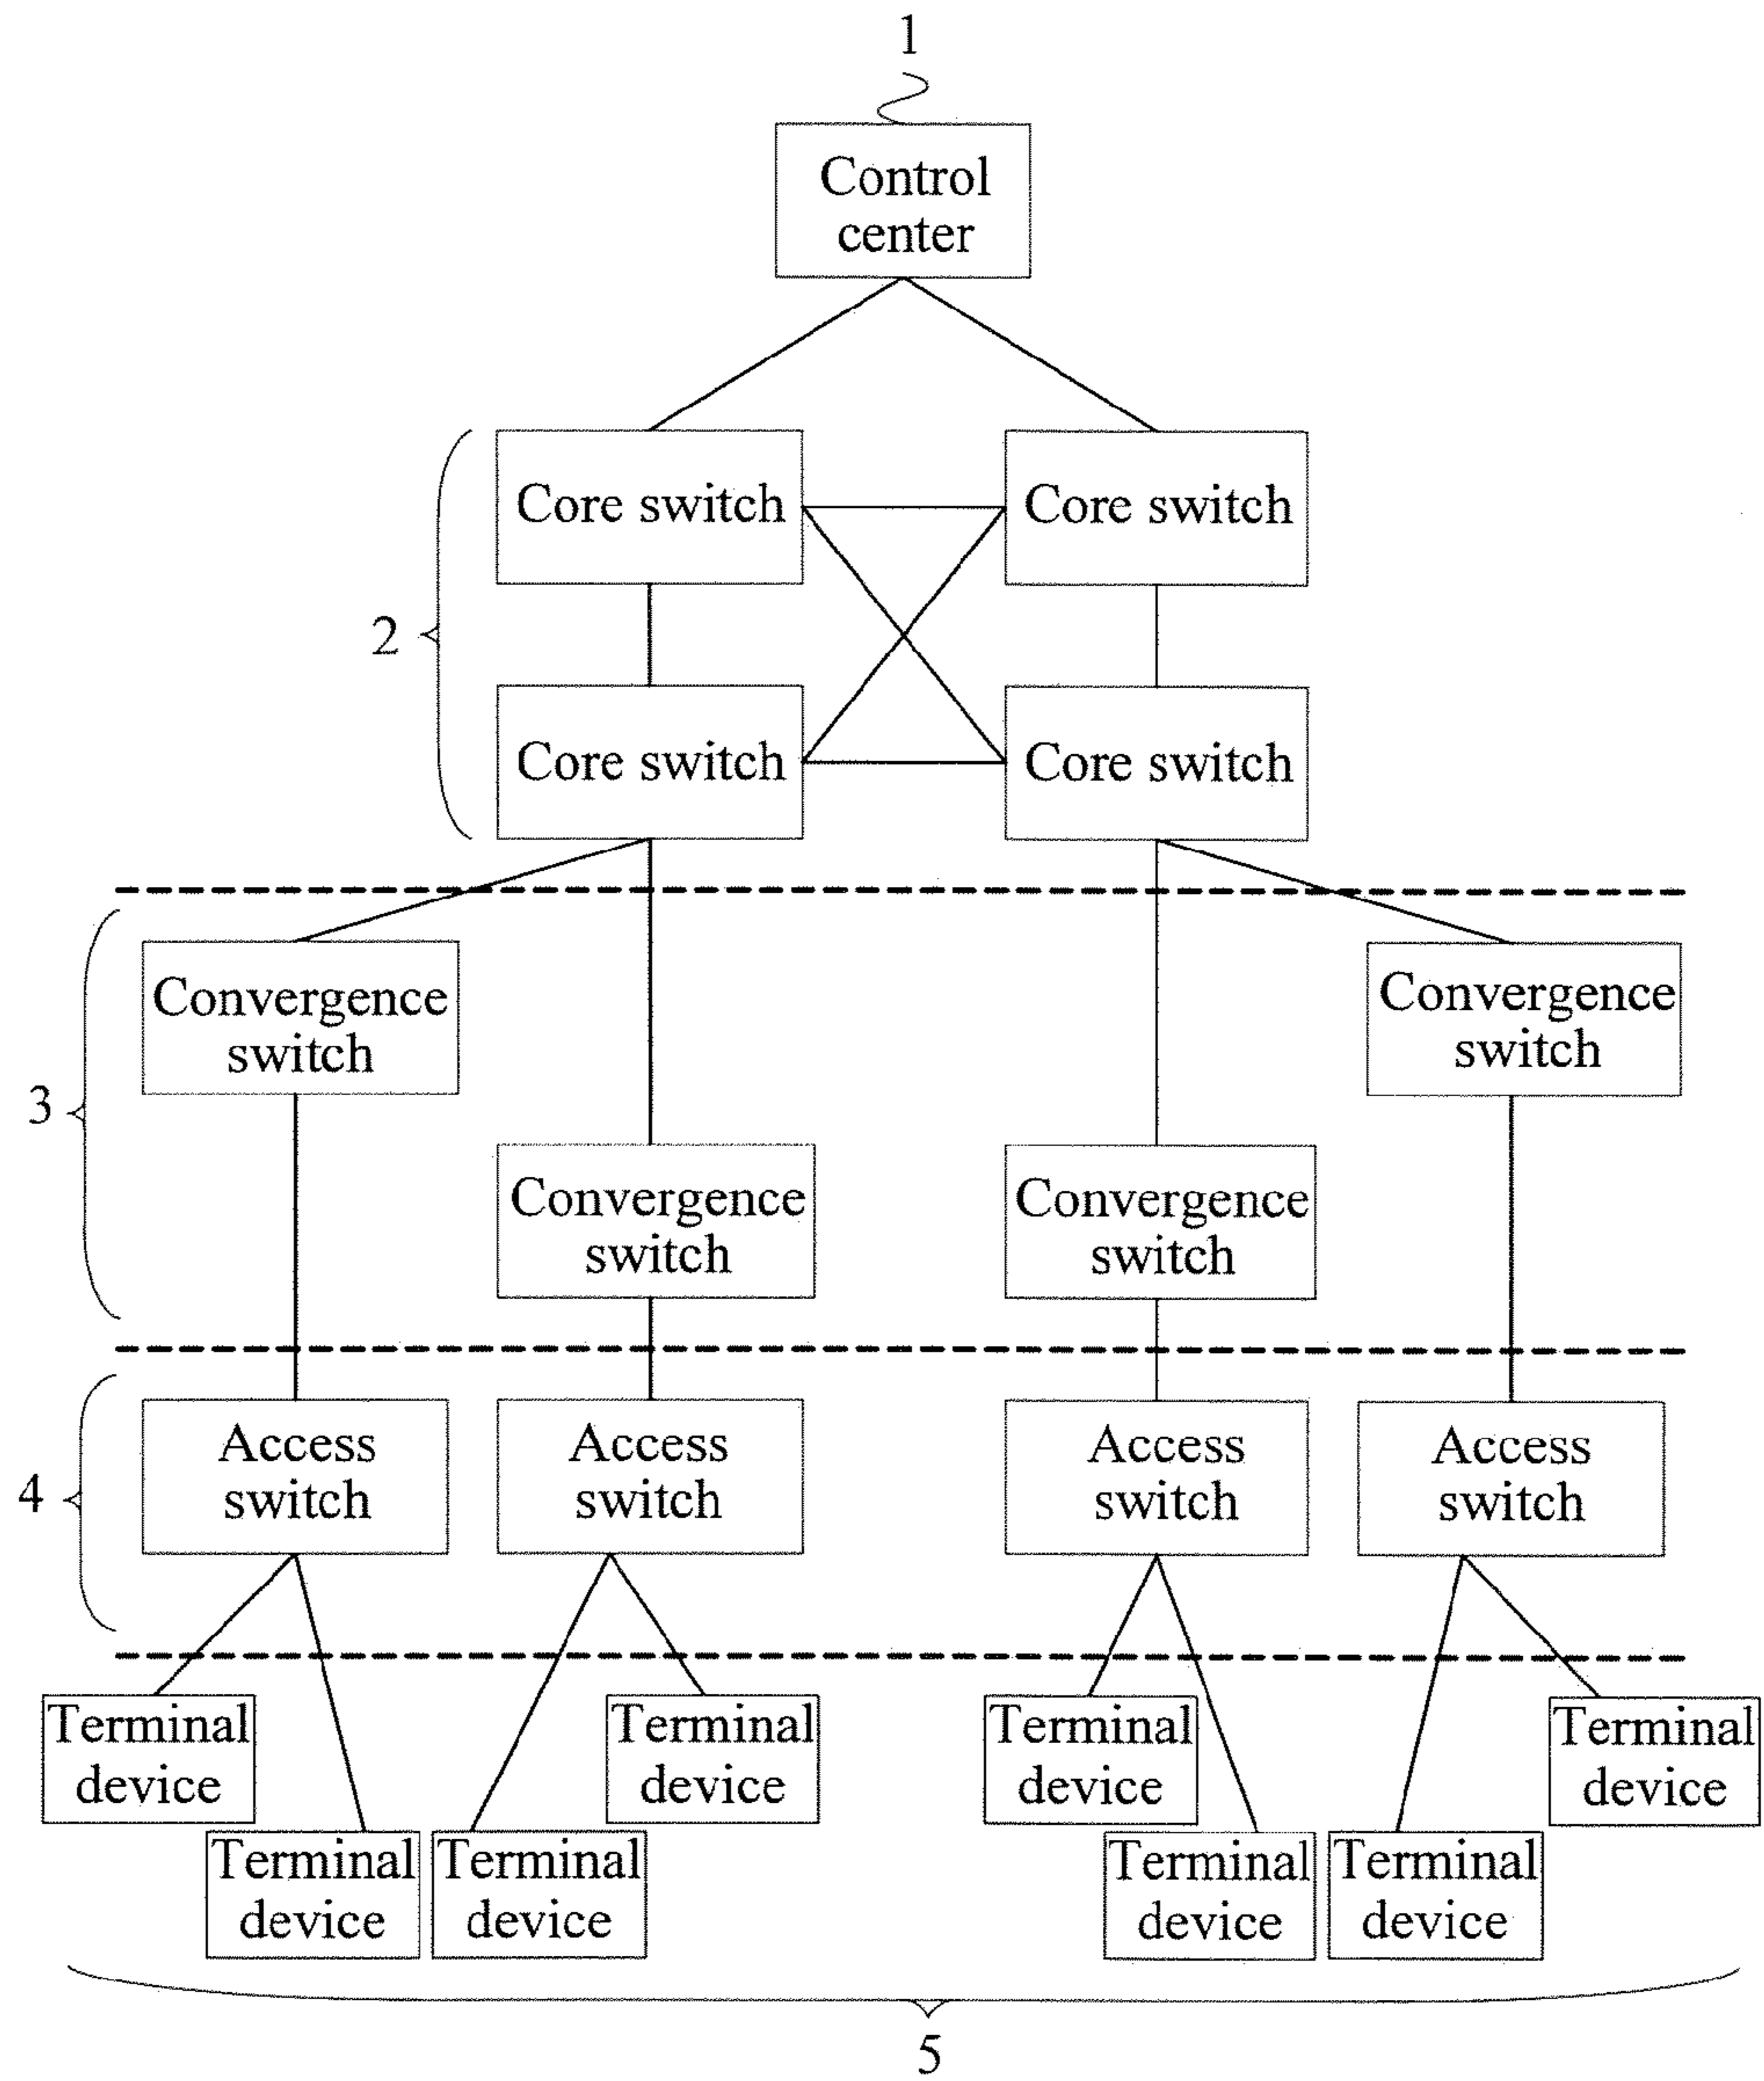 1
Control
center
Core switch
Core switch
2
Core switch
Core switch
Convergence
switch
Convergence
switch
3
Convergence
switch
Convergence
switch
Access
switch
Access
switch
Access
switch
Access
switch
4
Terminal
device
Terminal
device
Terminal
device
Terminal
device
Terminal
device
Terminal
device
Terminal
device
Terminal
device
5